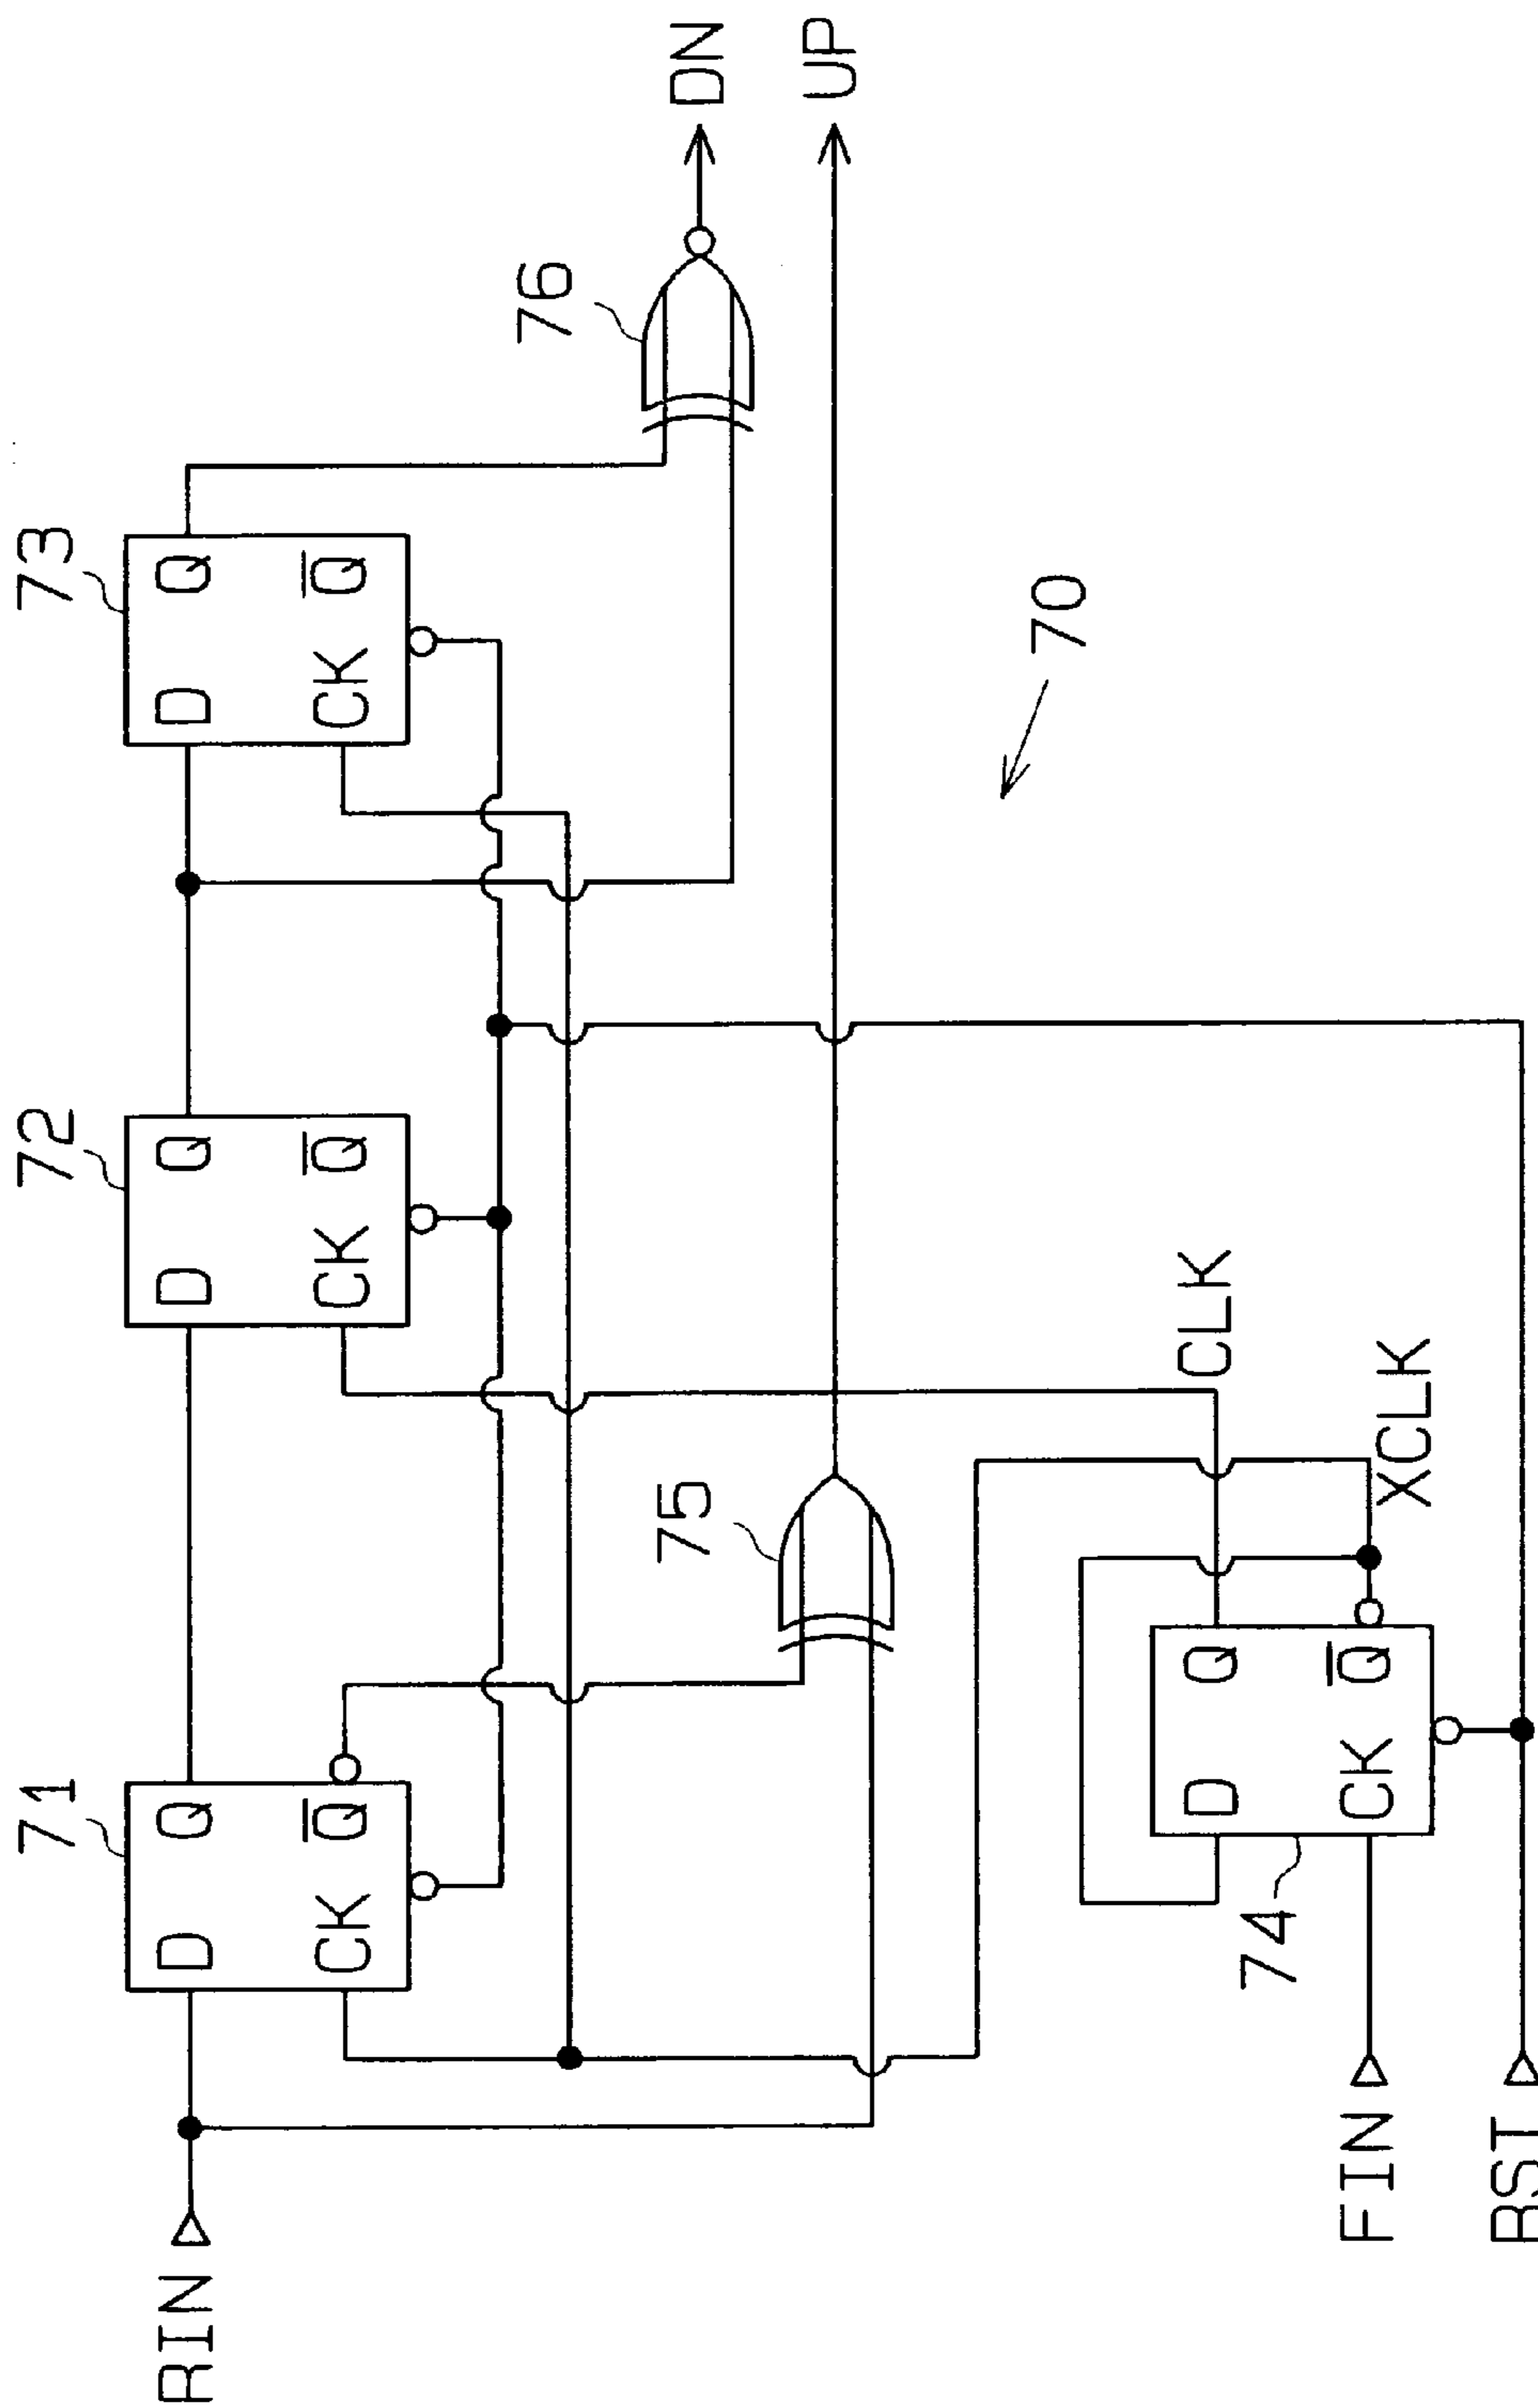 71
72
73
RIN
D Q
D Q
D Q
CK Q̅
CK Q̅
CK Q̅
76
DN
75
UP
70
CLK
D Q
74
FIN
CK Q̅
XCLK
RST